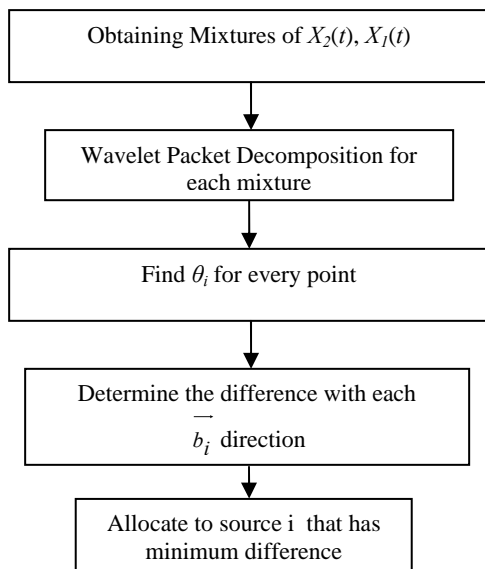 Obtaining Mixtures of X₂(t), X₁(t)
Wavelet Packet Decomposition for
each mixture
Find θᵢ for every point
Determine the difference with each
b⃗ᵢ direction
Allocate to source i that has
minimum difference